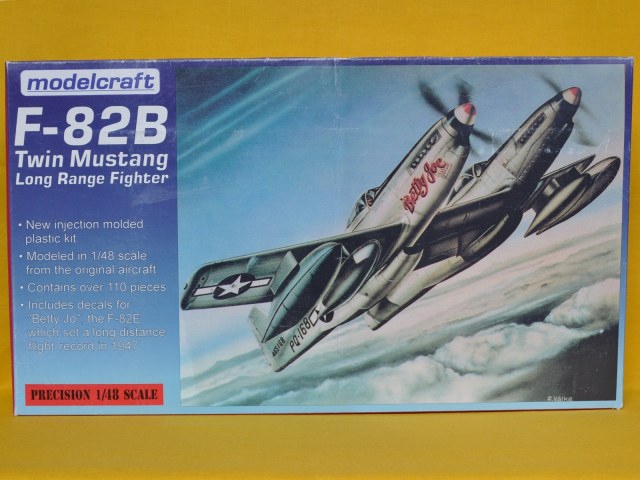 modelcraft
F-82B
Twin Mustang
Long Range Fighter
• New injection molded
plastic kit
• Modeled in 1/48 scale
from the original aircraft
• Contains over 110 pieces
• Includes decals for
"Betty Jo", the F-82E
which set a long distance
flight record in 1947.
PRECISION 1/48 SCALE
Betty Joe
PQ-168